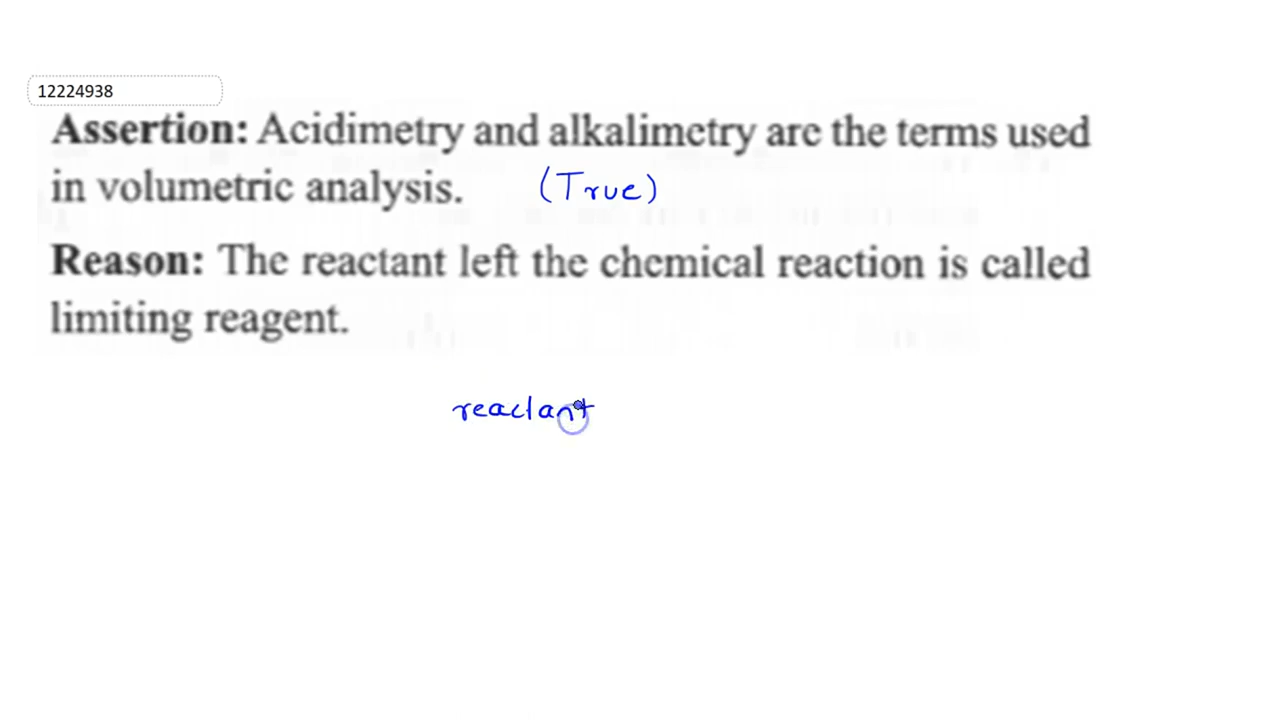 12224938
Assertion: Acidimetry and alkalimetry are the terms used
in volumetric analysis. (True)
Reason: The reactant left the chemical reaction is called
limiting reagent.
reactant